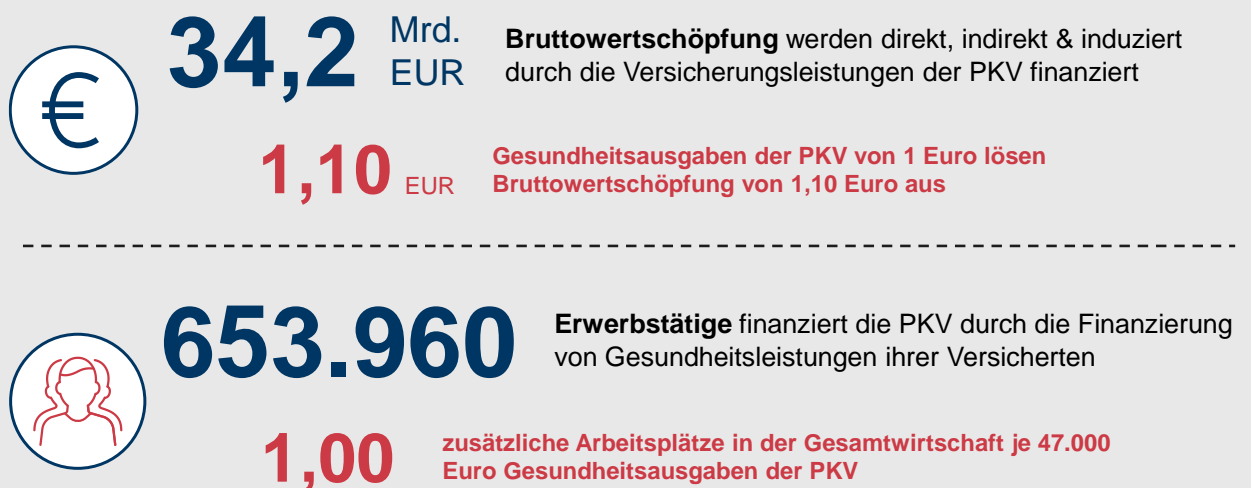 34,2 Mrd. EUR
Bruttowertschöpfung werden direkt, indirekt & induziert
durch die Versicherungsleistungen der PKV finanziert
€
1,10 EUR
Gesundheitsausgaben der PKV von 1 Euro lösen
Bruttowertschöpfung von 1,10 Euro aus
653.960
Erwerbstätige finanziert die PKV durch die Finanzierung
von Gesundheitsleistungen ihrer Versicherten
1,00
zusätzliche Arbeitsplätze in der Gesamtwirtschaft je 47.000
Euro Gesundheitsausgaben der PKV